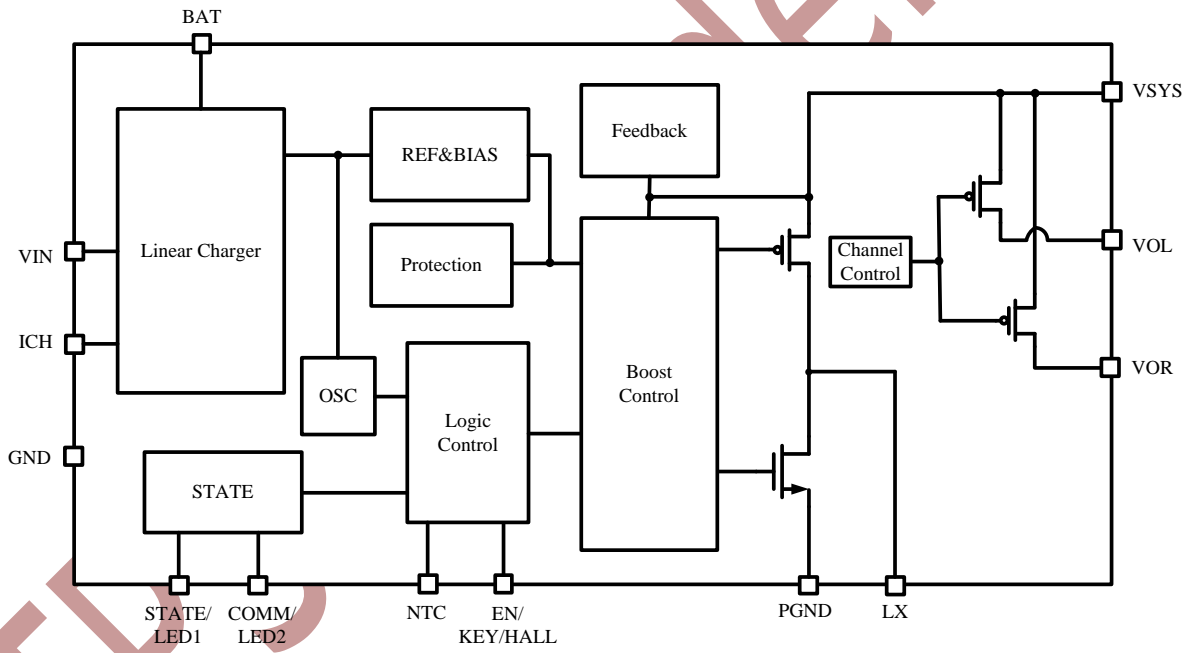 BAT
VSYS
Feedback
REF&BIAS
Linear Charger
VIN
Protection
Channel
Control
VOL
ICH
OSC
Logic
Control
Boost
Control
VOR
GND
STATE
STATE/
LED1
COMM/
LED2
NTC
EN/
KEY/HALL
PGND
LX